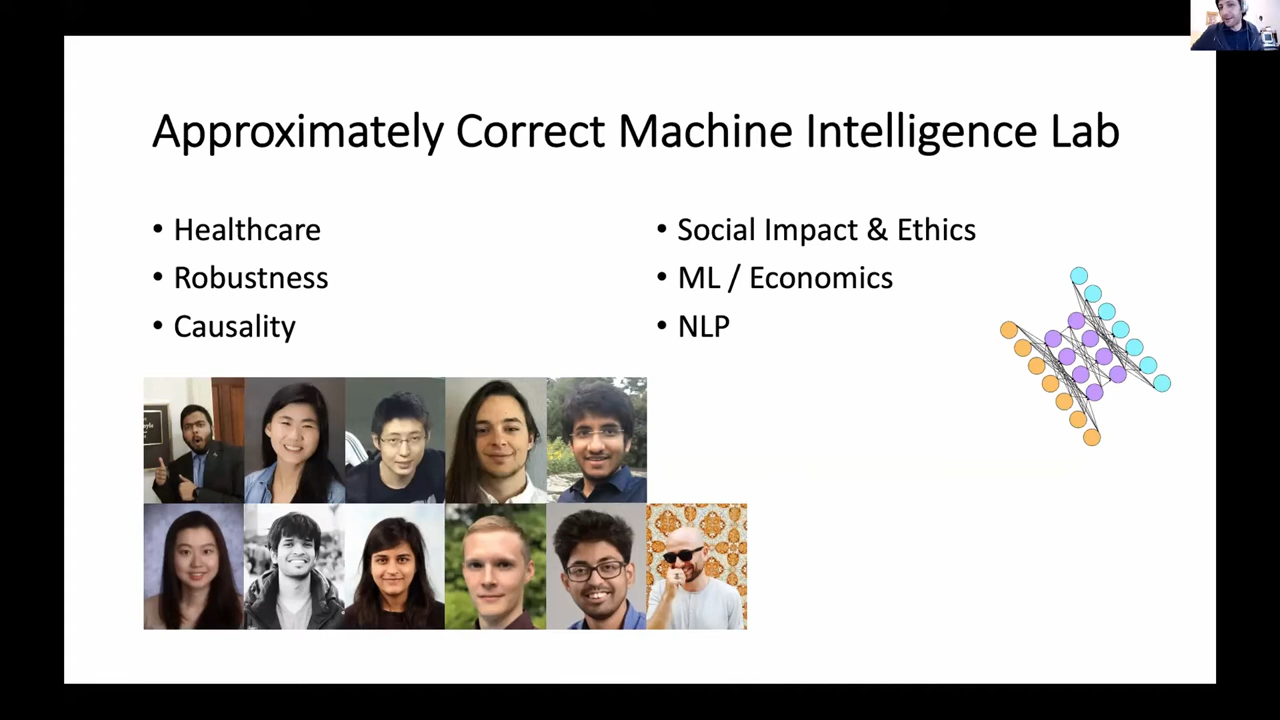 Approximately Correct Machine Intelligence Lab
• Healthcare
• Robustness
• Causality
• Social Impact & Ethics
• ML / Economics
• NLP